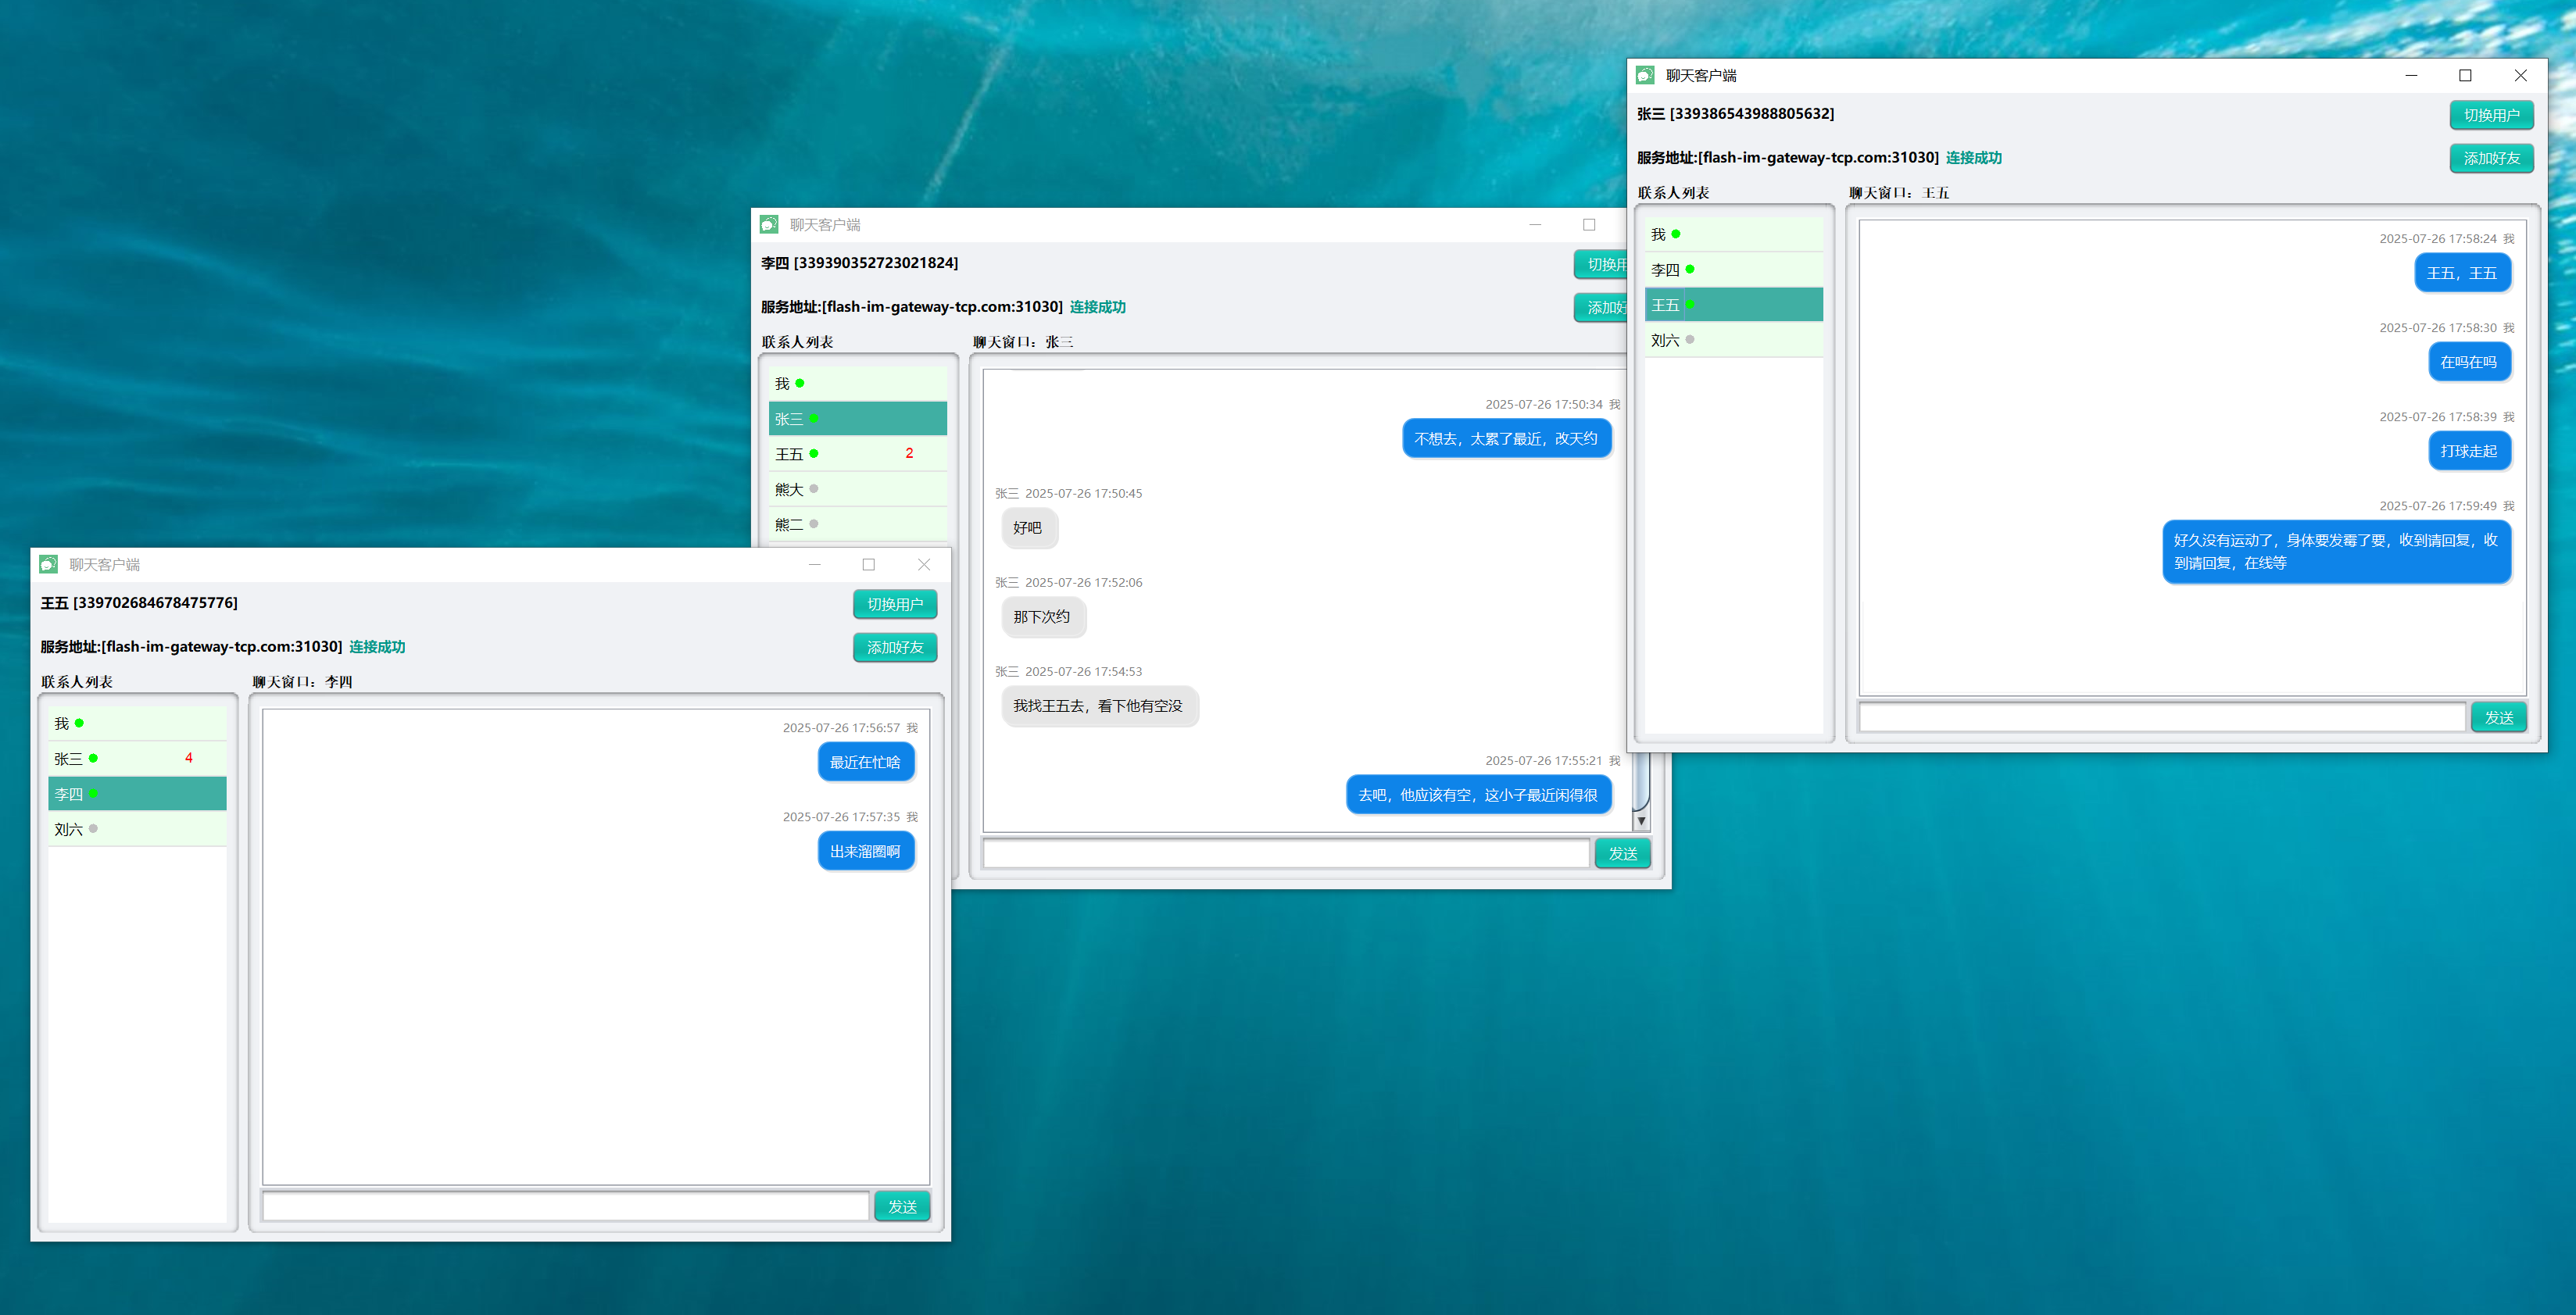 聊天客户端
张三 [339386543988805632]
切换用户
服务地址:[flash-im-gateway-tcp.com:31030] 连接成功
添加好友
联系人列表
聊天窗口：王五
我
李四
王五
刘六
2025-07-26 17:58:24 我
王五，王五
2025-07-26 17:58:30 我
在吗在吗
2025-07-26 17:58:39 我
打球走起
2025-07-26 17:59:49 我
好久没有运动了，身体要发霉了要，收到请回复，收
到请回复，在线等
发送
聊天客户端
李四 [339390352723021824]
切换用
服务地址:[flash-im-gateway-tcp.com:31030] 连接成功
添加好
联系人列表
聊天窗口：张三
我
张三
王五 2
熊大
熊二
2025-07-26 17:50:34 我
不想去，太累了最近，改天约
张三 2025-07-26 17:50:45
好吧
张三 2025-07-26 17:52:06
那下次约
张三 2025-07-26 17:54:53
我找王五去，看下他有空没
2025-07-26 17:55:21 我
去吧，他应该有空，这小子最近闲得很
发送
聊天客户端
王五 [339702684678475776]
切换用户
服务地址:[flash-im-gateway-tcp.com:31030] 连接成功
添加好友
联系人列表
聊天窗口：李四
我
张三 4
李四
刘六
2025-07-26 17:56:57 我
最近在忙啥
2025-07-26 17:57:35 我
出来溜圈啊
发送